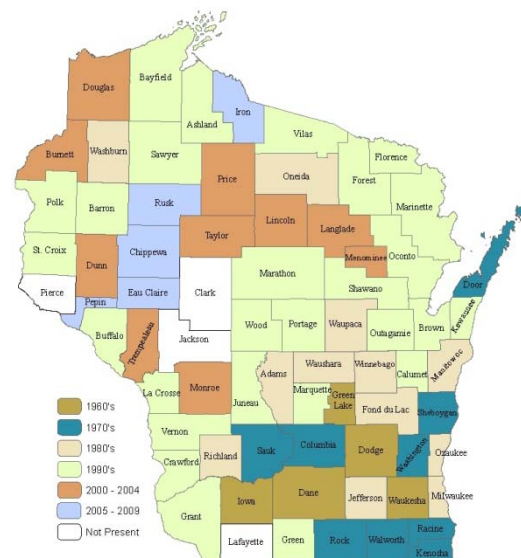 Douglas
Bayfield
Iron
Ashland
Vilas
Burnett
Washburn
Sawyer
Price
Oneida
Florence
Forest
Marinette
Polk
Barron
Rusk
Lincoln
Langlade
Taylor
Oconto
St. Croix
Dunn
Chippewa
Menominee
Marathon
Door
Pierce
Pepin
Eau Claire
Clark
Shawano
Kewaunee
Buffalo
Trempealeau
Jackson
Wood
Portage
Waupaca
Outagamie
Brown
Manitowoc
Adams
Waushara
Winnebago
Calumet
La Crosse
Monroe
Juneau
Marquette
Green
Lake
Fond du Lac
Sheboygan
Vernon
Sauk
Columbia
Dodge
Washington
Ozaukee
Crawford
Richland
Iowa
Dane
Jefferson
Waukesha
Milwaukee
Grant
Lafayette
Green
Rock
Walworth
Racine
Kenosha
1960's
1970's
1980's
1990's
2000 - 2004
2005 - 2009
Not Present